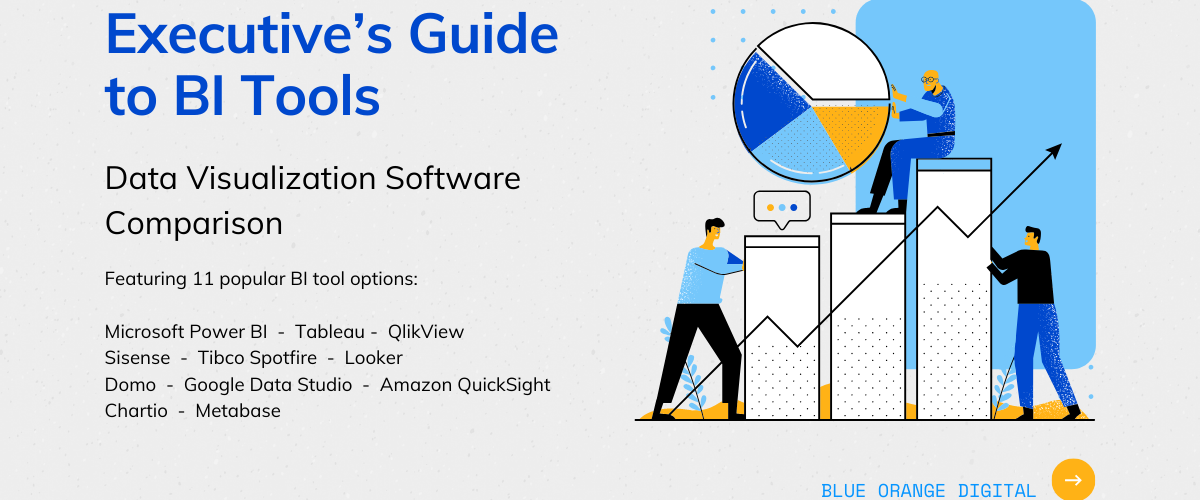 Executive’s Guide
to BI Tools
Data Visualization Software
Comparison
Featuring 11 popular BI tool options:
Microsoft Power BI - Tableau - QlikView
Sisense - Tibco Spotfire - Looker
Domo - Google Data Studio - Amazon QuickSight
Chartio - Metabase
BLUE ORANGE DIGITAL